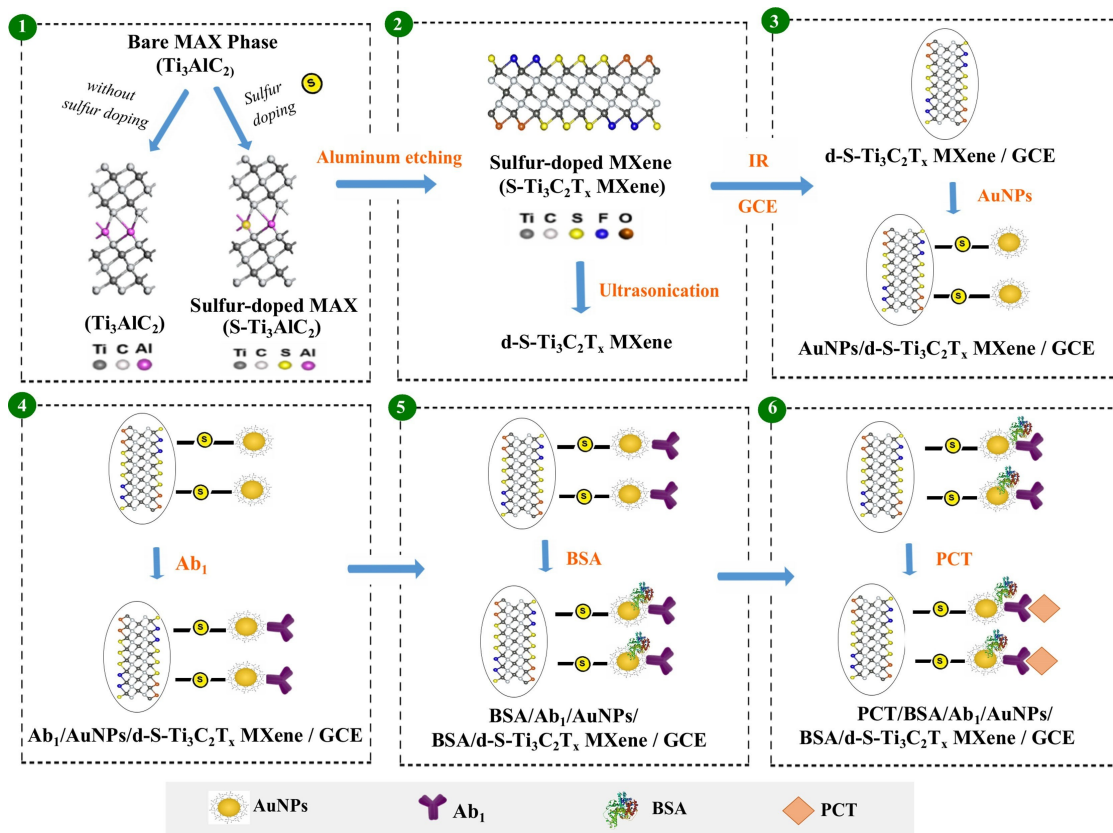 1
Bare MAX Phase
(Ti₃AlC₂)
without
sulfur doping
Sulfur
doping
S
(Ti₃AlC₂)
Ti C Al
Sulfur-doped MAX
(S-Ti₃AlC₂)
Ti C S Al
Aluminum etching
2
Sulfur-doped MXene
(S-Ti₃C₂Tₓ MXene)
Ti C S F O
Ultrasonication
d-S-Ti₃C₂Tₓ MXene
IR
GCE
3
d-S-Ti₃C₂Tₓ MXene / GCE
AuNPs
S
S
AuNPs/d-S-Ti₃C₂Tₓ MXene / GCE
4
S
S
Ab₁
S
S
Ab₁/AuNPs/d-S-Ti₃C₂Tₓ MXene / GCE
5
S
S
BSA
S
S
BSA/Ab₁/AuNPs/
BSA/d-S-Ti₃C₂Tₓ MXene / GCE
6
S
S
PCT
S
S
PCT/BSA/Ab₁/AuNPs/
BSA/d-S-Ti₃C₂Tₓ MXene / GCE
AuNPs
Ab₁
BSA
PCT